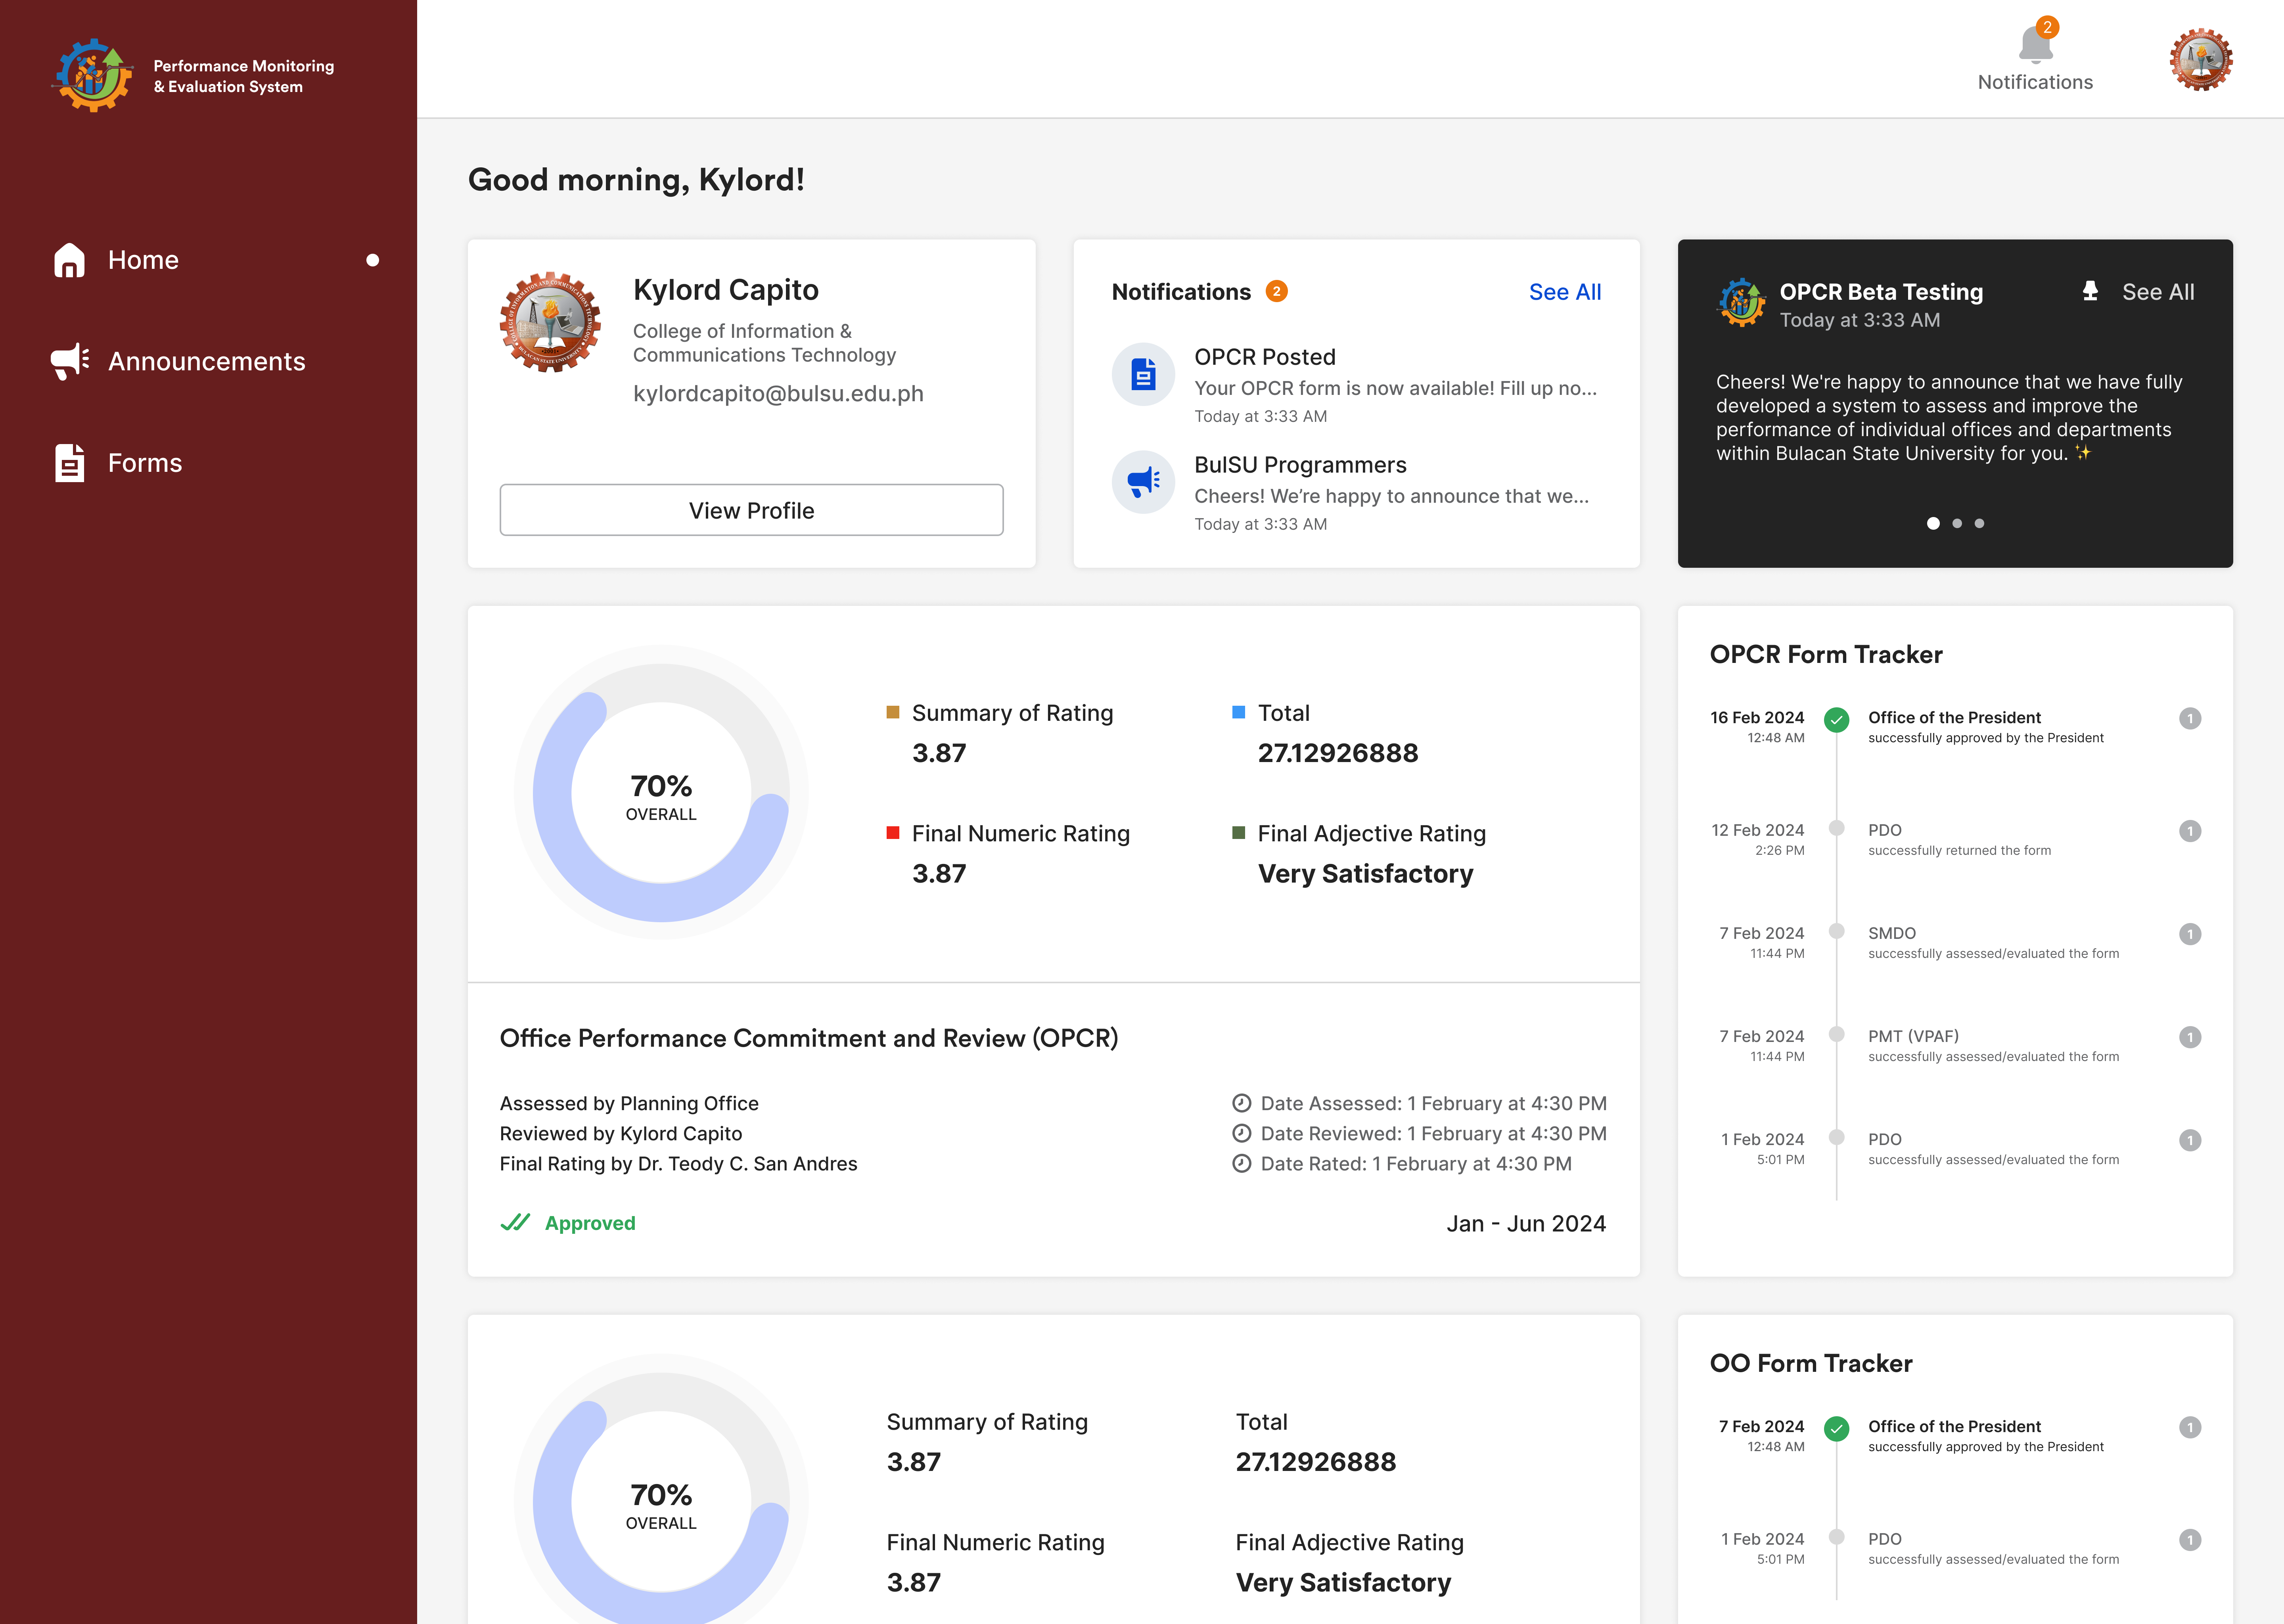 Performance Monitoring
& Evaluation System
Home
Announcements
Forms
2
Notifications
Good morning, Kylord!
Kylord Capito
College of Information &
Communications Technology
kylordcapito@bulsu.edu.ph
View Profile
Notifications 2 See All
OPCR Posted
Your OPCR form is now available! Fill up no...
Today at 3:33 AM
BulSU Programmers
Cheers! We’re happy to announce that we...
Today at 3:33 AM
OPCR Beta Testing See All
Today at 3:33 AM
Cheers! We're happy to announce that we have fully
developed a system to assess and improve the
performance of individual offices and departments
within Bulacan State University for you. ✨
70%
OVERALL
Summary of Rating
3.87
Total
27.12926888
Final Numeric Rating
3.87
Final Adjective Rating
Very Satisfactory
Office Performance Commitment and Review (OPCR)
Assessed by Planning Office Date Assessed: 1 February at 4:30 PM
Reviewed by Kylord Capito Date Reviewed: 1 February at 4:30 PM
Final Rating by Dr. Teody C. San Andres Date Rated: 1 February at 4:30 PM
Approved Jan - Jun 2024
OPCR Form Tracker
16 Feb 2024 Office of the President 1
12:48 AM successfully approved by the President
12 Feb 2024 PDO 1
2:26 PM successfully returned the form
7 Feb 2024 SMDO 1
11:44 PM successfully assessed/evaluated the form
7 Feb 2024 PMT (VPAF) 1
11:44 PM successfully assessed/evaluated the form
1 Feb 2024 PDO 1
5:01 PM successfully assessed/evaluated the form
70%
OVERALL
Summary of Rating
3.87
Total
27.12926888
Final Numeric Rating
3.87
Final Adjective Rating
Very Satisfactory
OO Form Tracker
7 Feb 2024 Office of the President 1
12:48 AM successfully approved by the President
1 Feb 2024 PDO 1
5:01 PM successfully assessed/evaluated the form